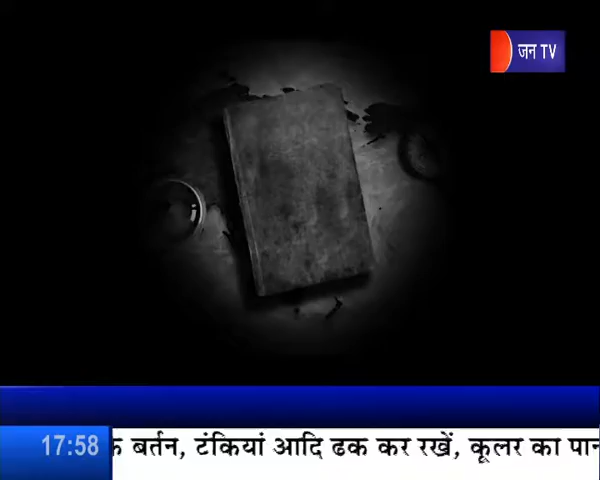 जन TV
17:58
बर्तन, टंकियां आदि ढक कर रखें, कूलर का